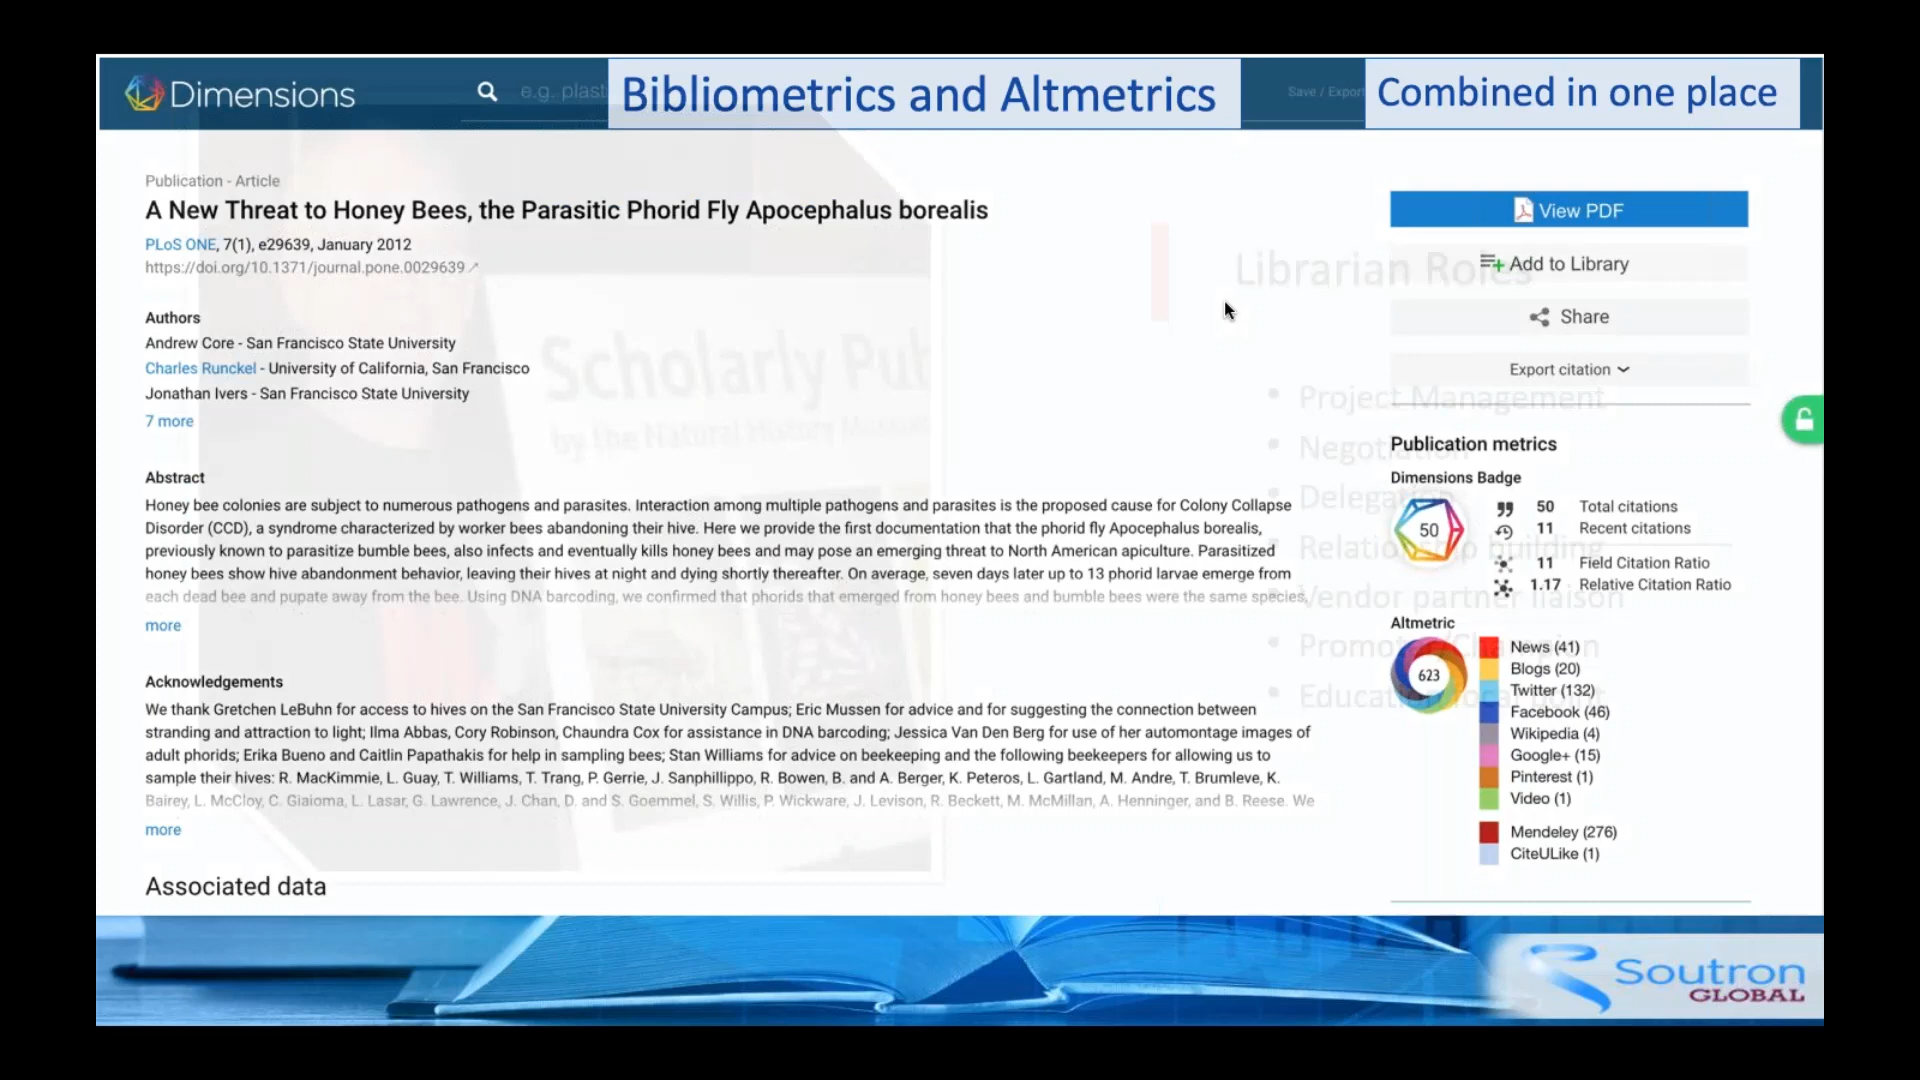 Dimensions
e.g. plast
Bibliometrics and Altmetrics
Save / Export
Combined in one place
Publication - Article
A New Threat to Honey Bees, the Parasitic Phorid Fly Apocephalus borealis
PLoS ONE, 7(1), e29639, January 2012
https://doi.org/10.1371/journal.pone.0029639
Authors
Andrew Core - San Francisco State University
Charles Runckel - University of California, San Francisco
Jonathan Ivers - San Francisco State University
7 more
Abstract
Honey bee colonies are subject to numerous pathogens and parasites. Interaction among multiple pathogens and parasites is the proposed cause for Colony Collapse
Disorder (CCD), a syndrome characterized by worker bees abandoning their hive. Here we provide the first documentation that the phorid fly Apocephalus borealis,
previously known to parasitize bumble bees, also infects and eventually kills honey bees and may pose an emerging threat to North American apiculture. Parasitized
honey bees show hive abandonment behavior, leaving their hives at night and dying shortly thereafter. On average, seven days later up to 13 phorid larvae emerge from
each dead bee and pupate away from the bee. Using DNA barcoding, we confirmed that phorids that emerged from honey bees and bumble bees were the same species,
more
Acknowledgements
We thank Gretchen LeBuhn for access to hives on the San Francisco State University Campus; Eric Mussen for advice and for suggesting the connection between
stranding and attraction to light; Ilma Abbas, Cory Robinson, Chaundra Cox for assistance in DNA barcoding; Jessica Van Den Berg for use of her automontage images of
adult phorids; Erika Bueno and Caitlin Papathakis for help in sampling bees; Stan Williams for advice on beekeeping and the following beekeepers for allowing us to
sample their hives: R. MacKimmie, L. Guay, T. Williams, T. Trang, P. Gerrie, J. Sanphillippo, R. Bowen, B. and A. Berger, K. Peteros, L. Gartland, M. Andre, T. Brumleve, K.
Bairey, L. McCloy, C. Giaioma, L. Lasar, G. Lawrence, J. Chan, D. and S. Goemmel, S. Willis, P. Wickware, J. Levison, R. Beckett, M. McMillan, A. Henninger, and B. Reese. We
more
Associated data
Scholarly Pub
by the Natural History Museum
Librarian Roles
• Project Management
• Delegation
• Relationship building
Vendor partner liaison
View PDF
Add to Library
Share
Export citation
Publication metrics
Dimensions Badge
50
50 Total citations
11 Recent citations
11 Field Citation Ratio
1.17 Relative Citation Ratio
Altmetric
623
News (41)
Blogs (20)
Twitter (132)
Facebook (46)
Wikipedia (4)
Google+ (15)
Pinterest (1)
Video (1)
Mendeley (276)
CiteULike (1)
Soutron
GLOBAL